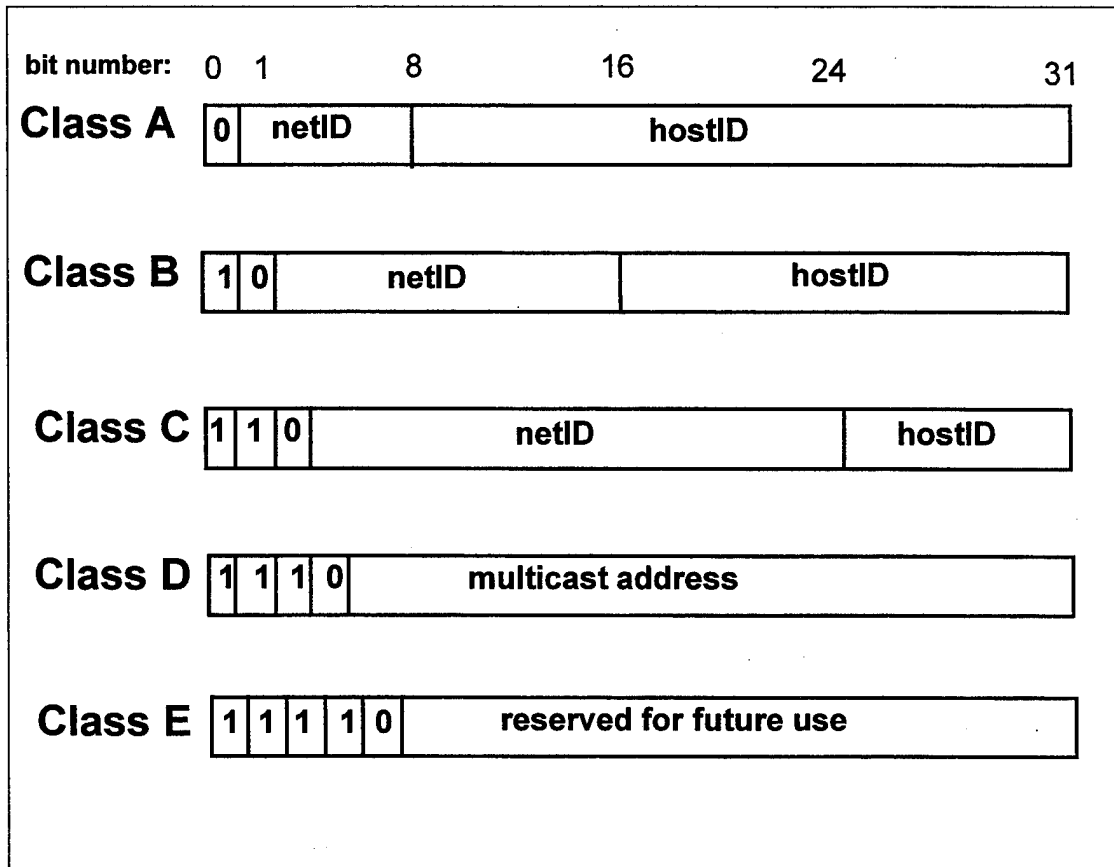 bit number: 0 1 8 16 24 31
Class A 0 netID hostID
Class B 1 0 netID hostID
Class C 1 1 0 netID hostID
Class D 1 1 1 0 multicast address
Class E 1 1 1 1 0 reserved for future use